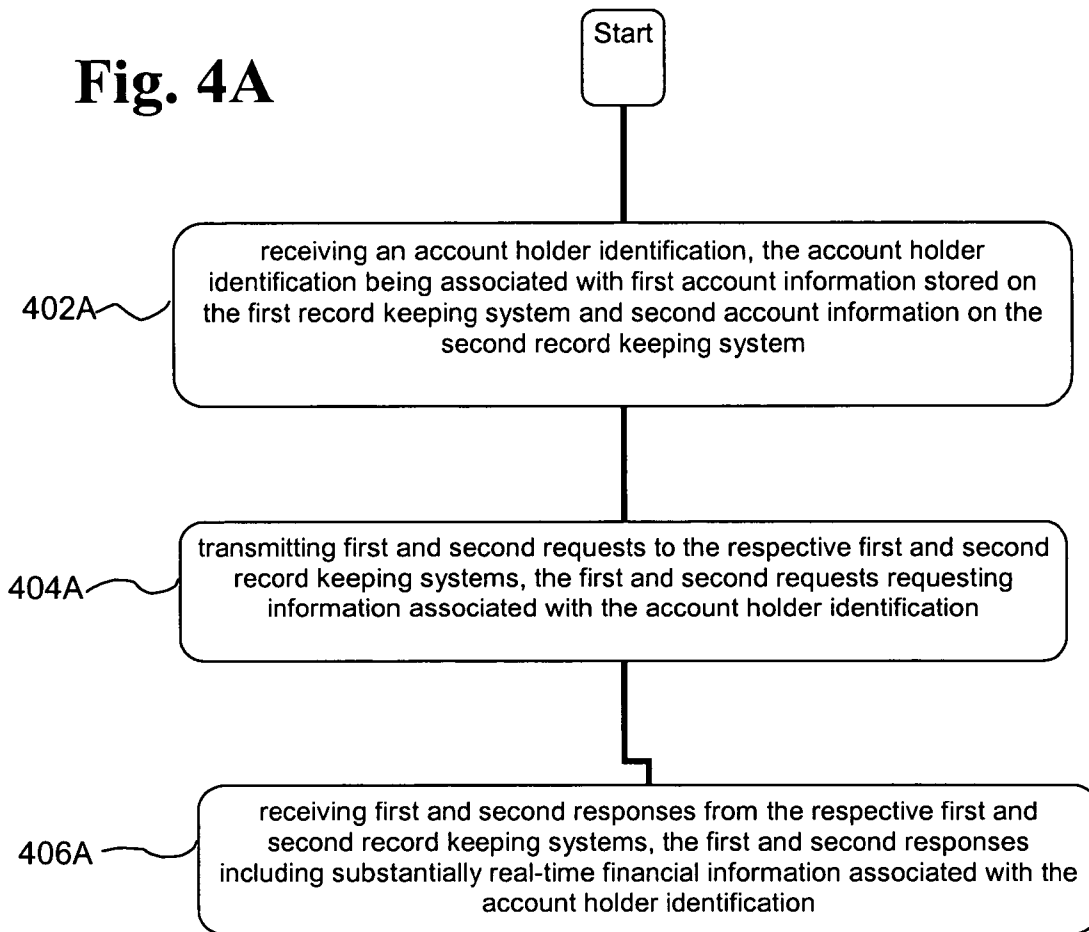 Start
Fig. 4A
receiving an account holder identification, the account holder
identification being associated with first account information stored on
the first record keeping system and second account information on the
second record keeping system
402A
transmitting first and second requests to the respective first and second
record keeping systems, the first and second requests requesting
information associated with the account holder identification
404A
receiving first and second responses from the respective first and
second record keeping systems, the first and second responses
including substantially real-time financial information associated with the
account holder identification
406A